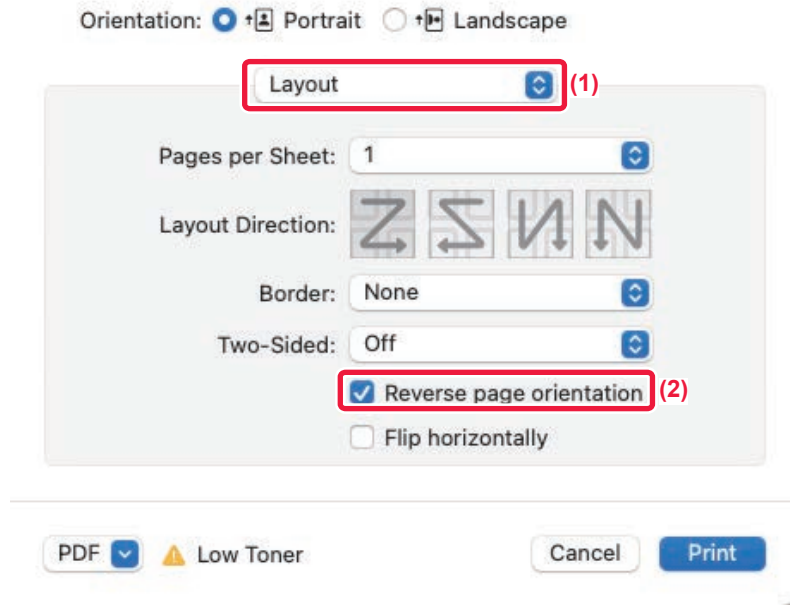 Orientation: Portrait Landscape
Layout (1)
Pages per Sheet: 1
Layout Direction:
Border: None
Two-Sided: Off
Reverse page orientation (2)
Flip horizontally
PDF Low Toner Cancel Print